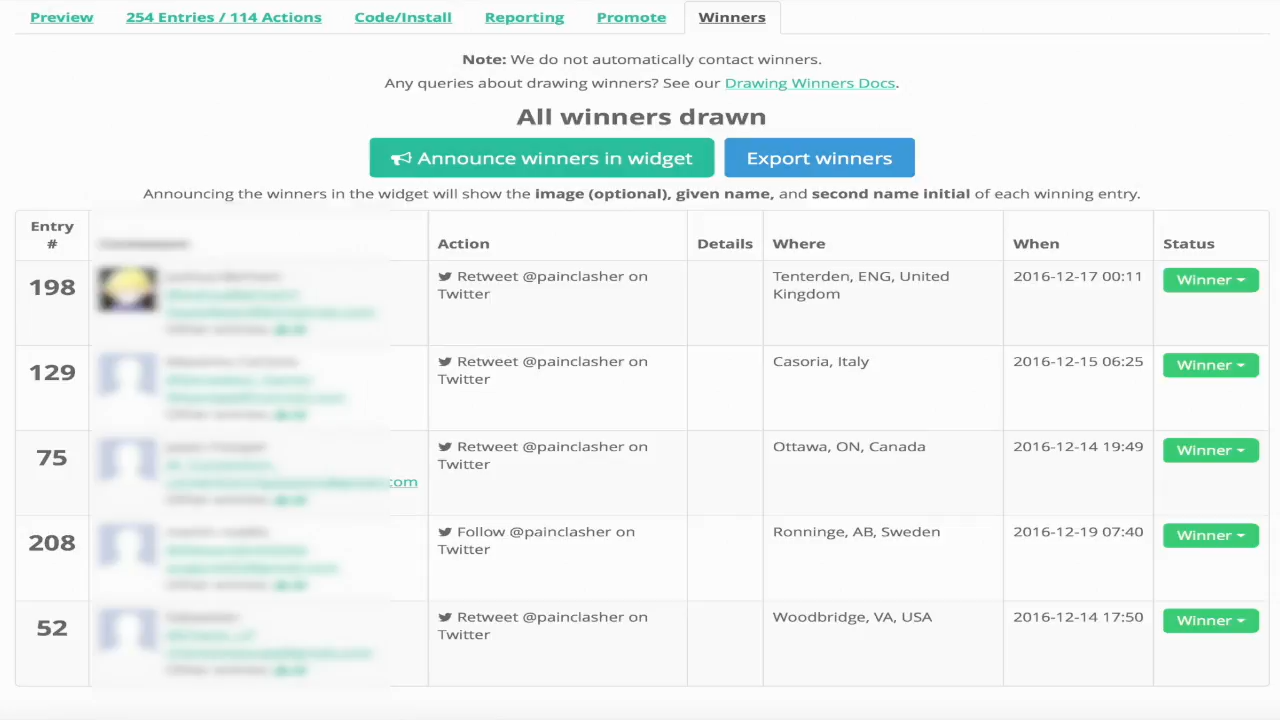 Preview 254 Entries / 114 Actions Code/Install Reporting Promote Winners
Note: We do not automatically contact winners.
Any queries about drawing winners? See our Drawing Winners Docs.
All winners drawn
Announce winners in widget Export winners
Announcing the winners in the widget will show the image (optional), given name, and second name initial of each winning entry.
Entry
# Action Details Where When Status
198 Retweet @painclasher on Tenterden, ENG, United 2016-12-17 00:11 Winner
Twitter Kingdom
129 Retweet @painclasher on Casoria, Italy 2016-12-15 06:25 Winner
Twitter
75 Retweet @painclasher on Ottawa, ON, Canada 2016-12-14 19:49 Winner
Twitter
com
208 Follow @painclasher on Ronninge, AB, Sweden 2016-12-19 07:40 Winner
Twitter
52 Retweet @painclasher on Woodbridge, VA, USA 2016-12-14 17:50 Winner
Twitter